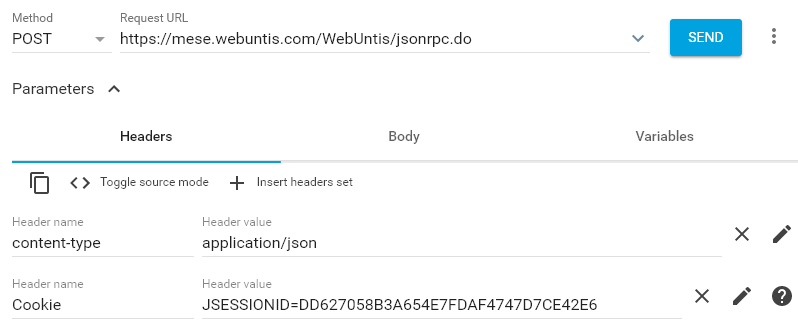 Method
Request URL
POST
https://mese.webuntis.com/WebUntis/jsonrpc.do
SEND
Parameters
Headers
Body
Variables
Toggle source mode
Insert headers set
Header name
Header value
content-type
application/json
Header name
Header value
Cookie
JSESSIONID=DD627058B3A654E7FDAF4747D7CE42E6